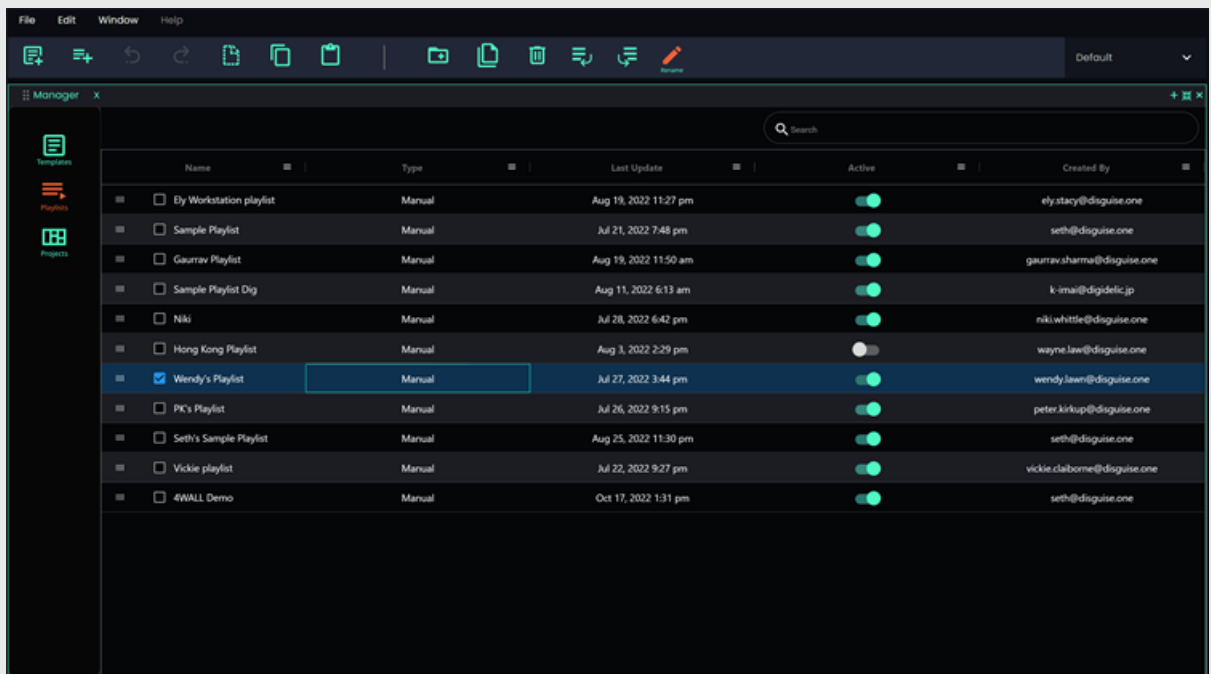 File Edit Window Help
Rename
Default
Manager X
Search
Templates
Playlists
Projects
Name Type Last Update Active Created By
Ely Workstation playlist Manual Aug 19, 2022 11:27 pm ely.stacy@disguise.one
Sample Playlist Manual Jul 21, 2022 7:48 pm seth@disguise.one
Gaurrav Playlist Manual Aug 19, 2022 11:50 am gaurrav.sharma@disguise.one
Sample Playlist Dig Manual Aug 11, 2022 6:13 am k-imai@digidelic.jp
Niki Manual Jul 28, 2022 6:42 pm niki.whittle@disguise.one
Hong Kong Playlist Manual Aug 3, 2022 2:29 pm wayne.law@disguise.one
Wendy's Playlist Manual Jul 27, 2022 3:44 pm wendy.lawn@disguise.one
PK's Playlist Manual Jul 26, 2022 9:15 pm peter.kirkup@disguise.one
Seth's Sample Playlist Manual Aug 25, 2022 11:30 pm seth@disguise.one
Vickie playlist Manual Jul 22, 2022 9:27 pm vickie.claiborne@disguise.one
4WALL Demo Manual Oct 17, 2022 1:31 pm seth@disguise.one